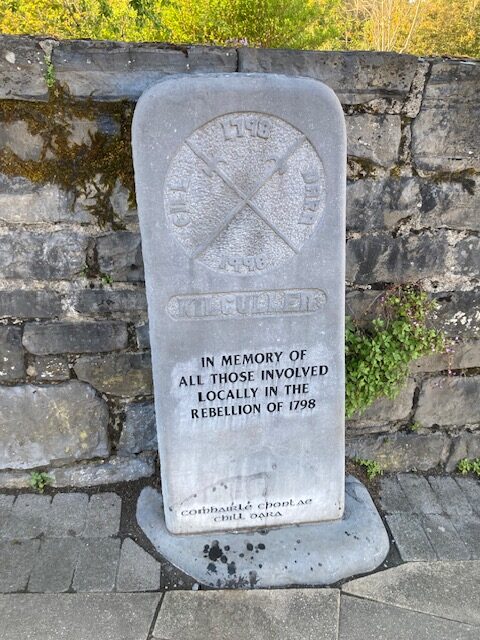 1798
CILL DARA
1998
KILCULLEN
IN MEMORY OF
ALL THOSE INVOLVED
LOCALLY IN THE
REBELLION OF 1798
Comhairle Chontae
Chill Dara